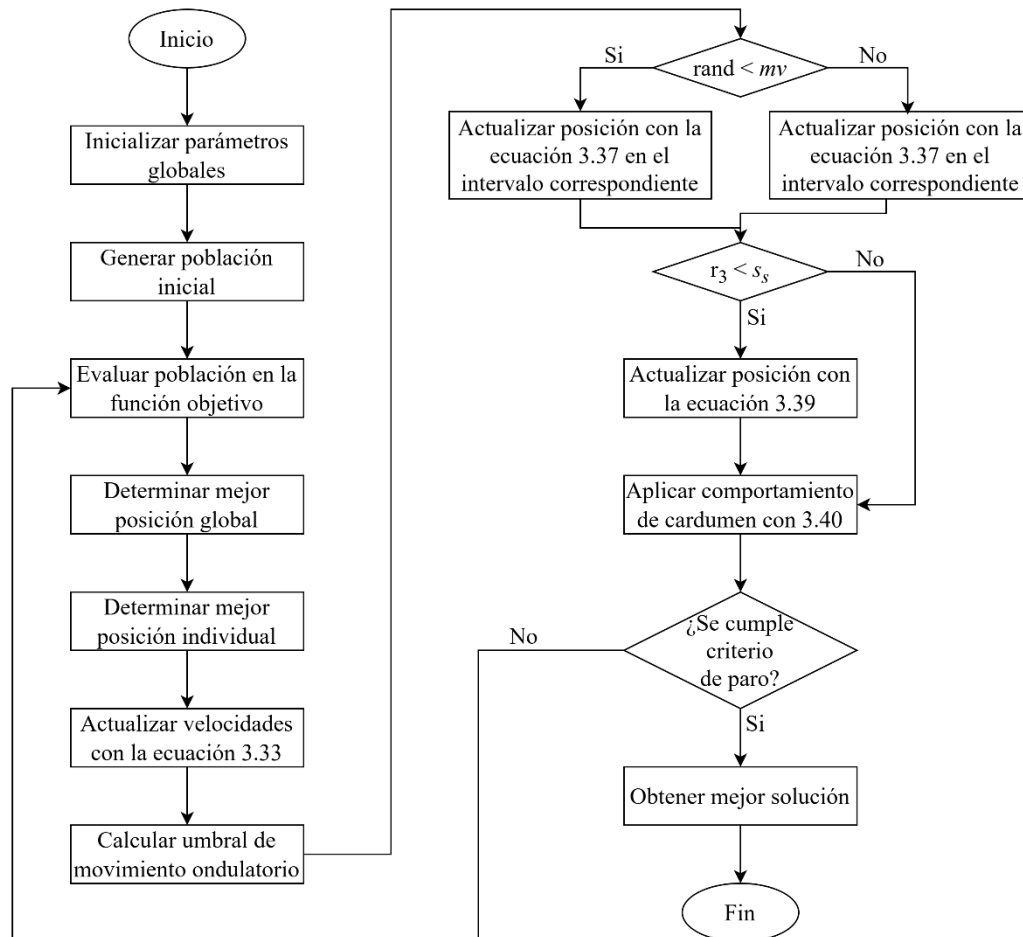 Inicio
Inicializar parámetros
globales
Generar población
inicial
Evaluar población en la
función objetivo
Determinar mejor
posición global
Determinar mejor
posición individual
Actualizar velocidades
con la ecuación 3.33
Calcular umbral de
movimiento ondulatorio
Si
rand < mv
No
Actualizar posición con la
ecuación 3.37 en el
intervalo correspondiente
Actualizar posición con la
ecuación 3.37 en el
intervalo correspondiente
r₃ < sₛ
No
Si
Actualizar posición con
la ecuación 3.39
Aplicar comportamiento
de cardumen con 3.40
No
¿Se cumple
criterio
de paro?
Si
Obtener mejor solución
Fin